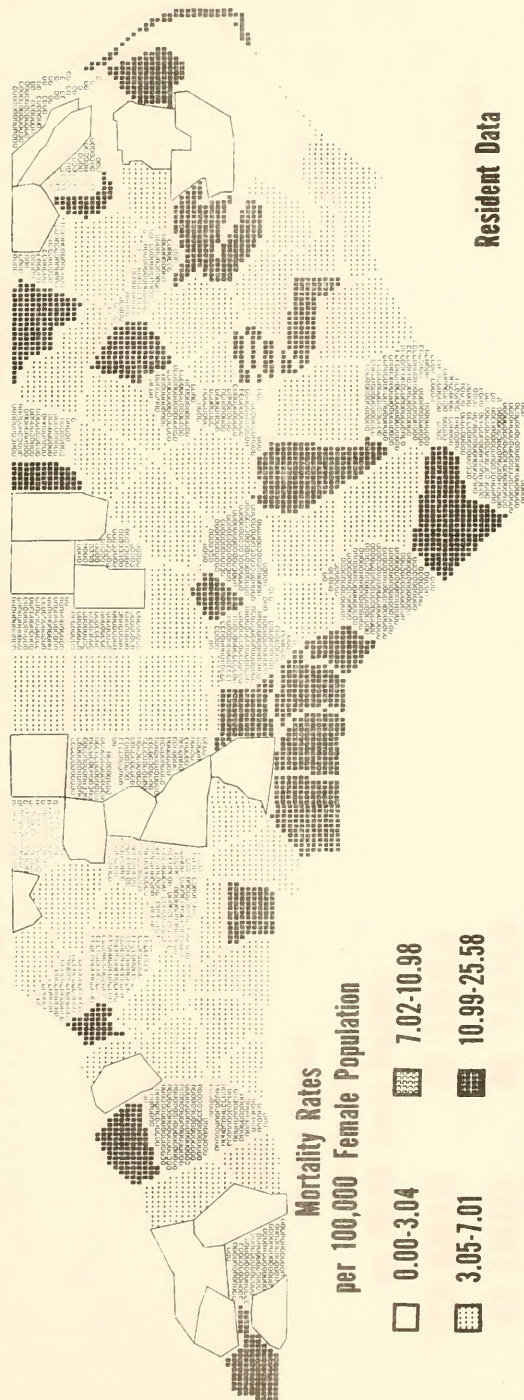 Mortality Rates
per 100,000 Female Population
0.00-3.04
7.02-10.98
3.05-7.01
10.99-25.58
Resident Data